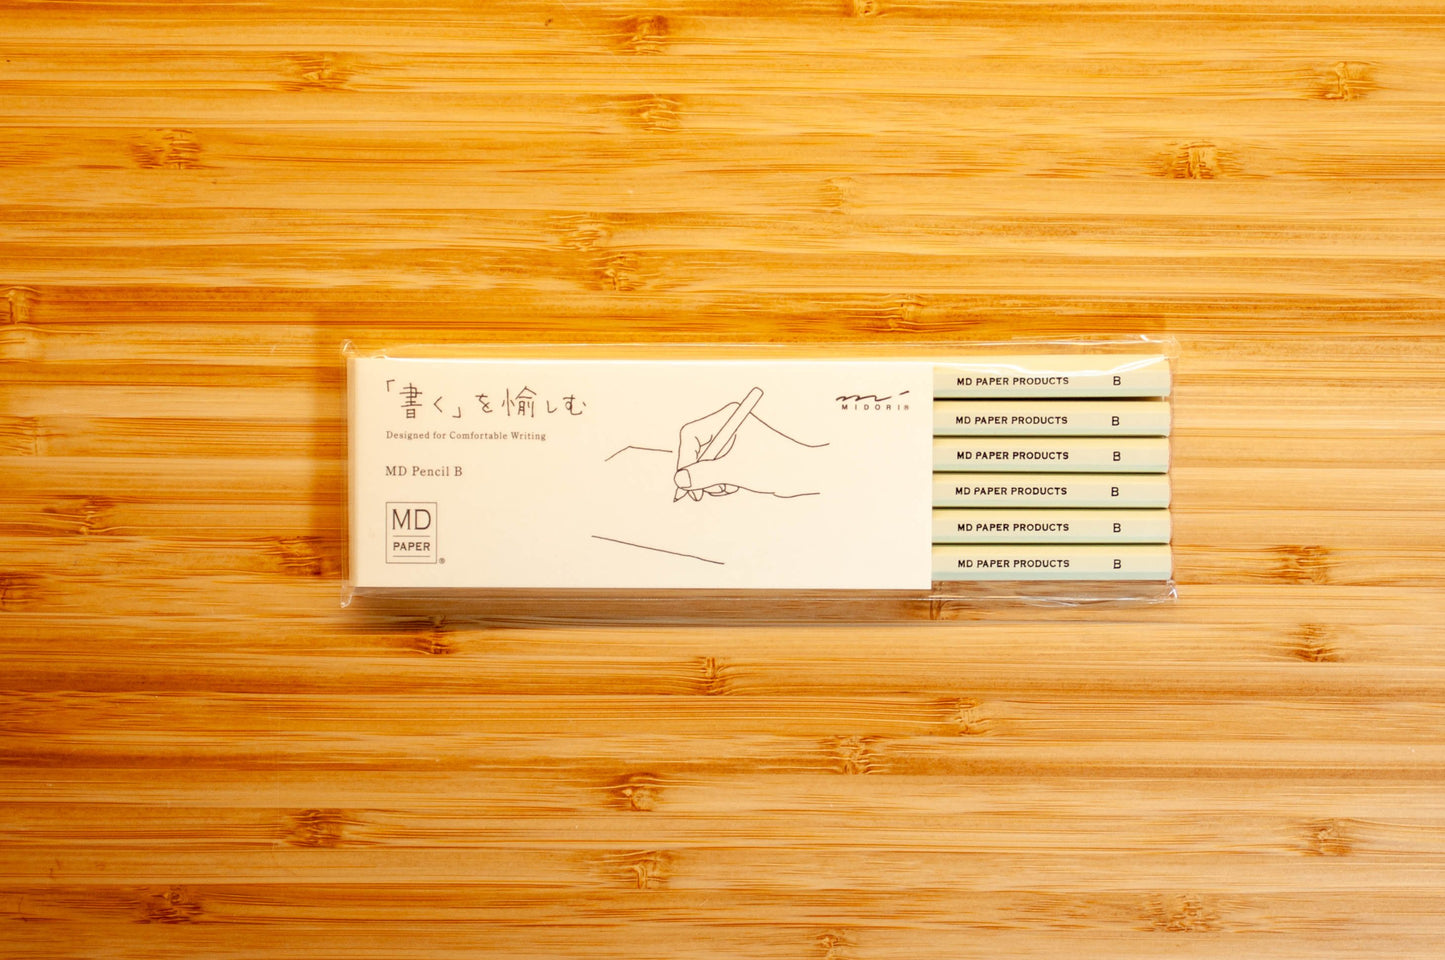 「書く」を愉しむ
Designed for Comfortable Writing
MD Pencil B
MD
PAPER
®
MIDORI®
MD PAPER PRODUCTS B
MD PAPER PRODUCTS B
MD PAPER PRODUCTS B
MD PAPER PRODUCTS B
MD PAPER PRODUCTS B
MD PAPER PRODUCTS B